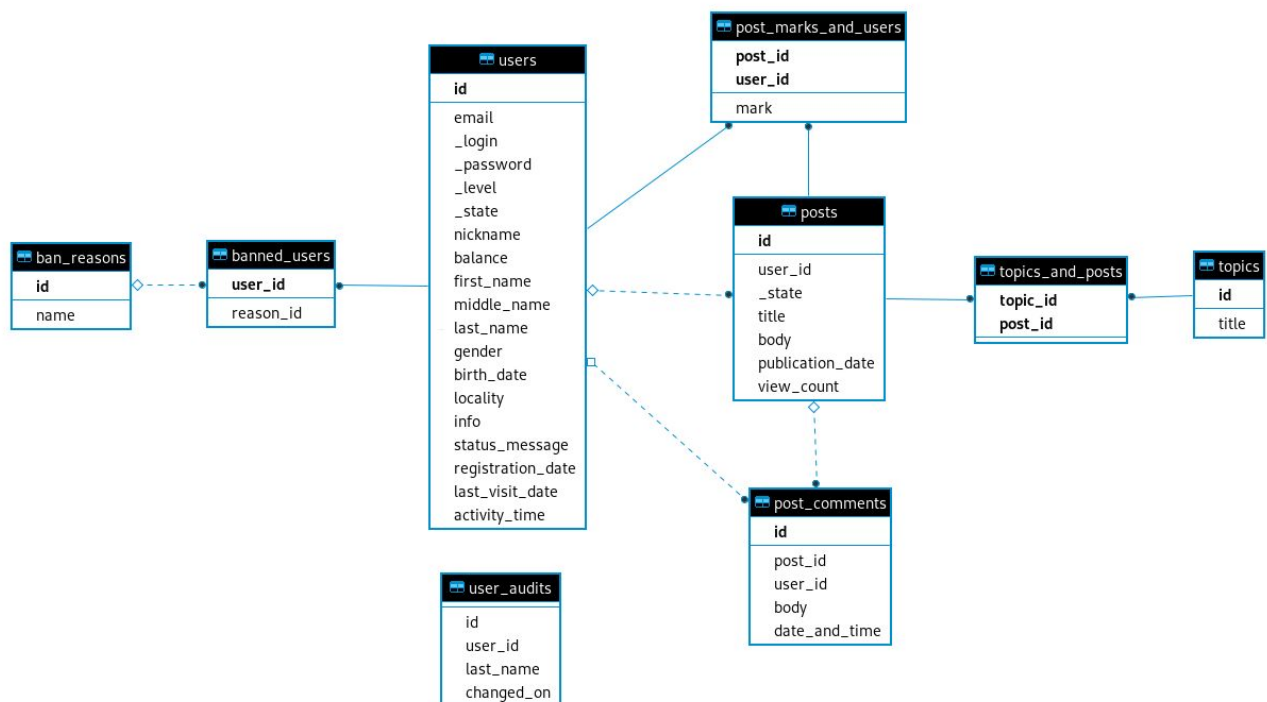 post_marks_and_users
post_id
user_id
mark
users
id
email
_login
_password
_level
_state
nickname
balance
first_name
middle_name
last_name
gender
birth_date
locality
info
status_message
registration_date
last_visit_date
activity_time
ban_reasons
id
name
banned_users
user_id
reason_id
posts
id
user_id
_state
title
body
publication_date
view_count
topics_and_posts
topic_id
post_id
topics
id
title
post_comments
id
post_id
user_id
body
date_and_time
user_audits
id
user_id
last_name
changed_on